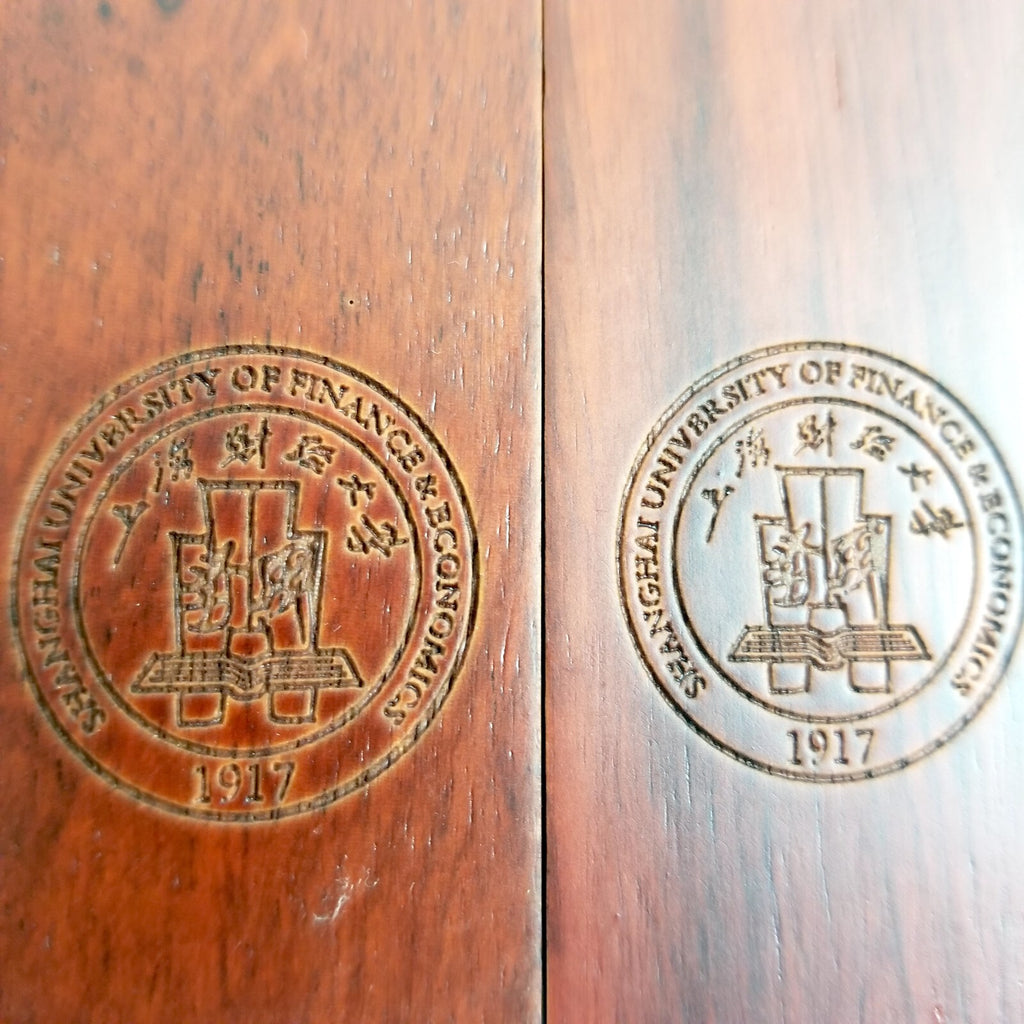 SHANGHAI UNIVERSITY OF FINANCE & ECONOMICS
上海财经大学
1917
SHANGHAI UNIVERSITY OF FINANCE & ECONOMICS
上海财经大学
1917